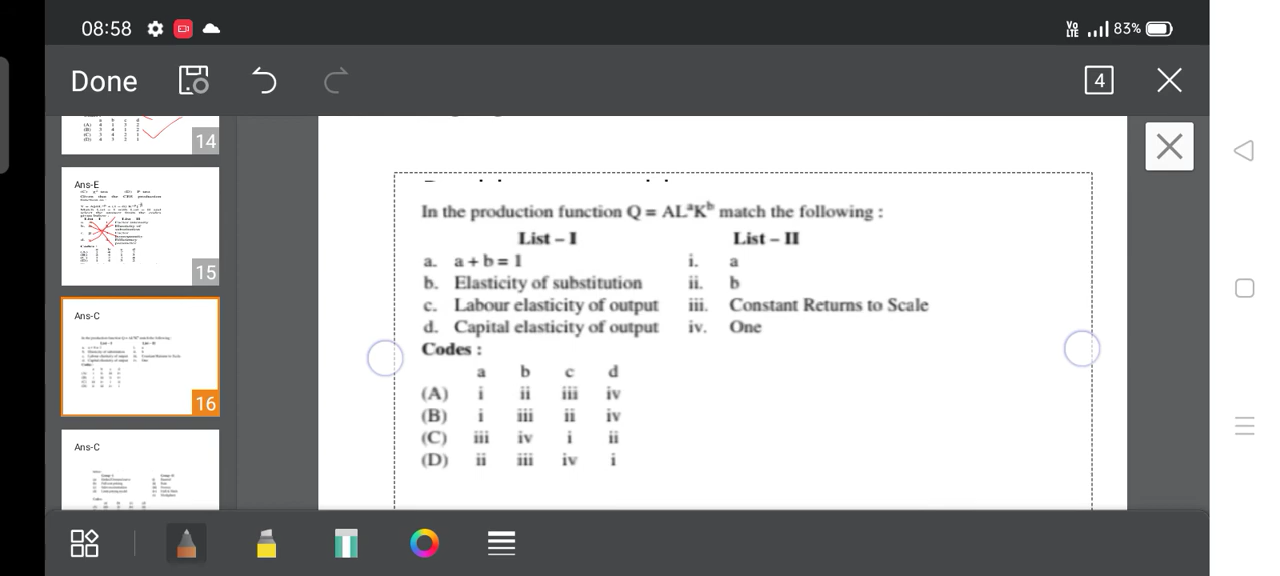 08:58
Vo LTE 83%
Done
4
14
Ans-E
15
Ans-C
16
Ans-C
In the production function Q = ALᵃKᵇ match the following :
List – I List – II
a. a + b = 1 i. a
b. Elasticity of substitution ii. b
c. Labour elasticity of output iii. Constant Returns to Scale
d. Capital elasticity of output iv. One
Codes :
a b c d
(A) i ii iii iv
(B) i iii ii iv
(C) iii iv i ii
(D) ii iii iv i